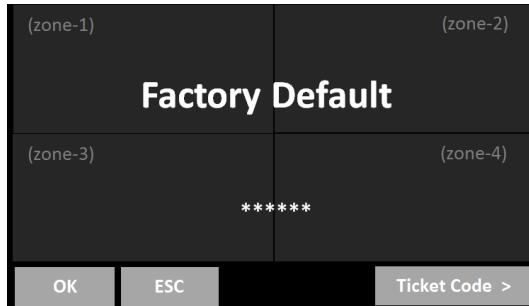 (zone-1) (zone-2)
Factory Default
(zone-3) (zone-4)
******
OK ESC Ticket Code >